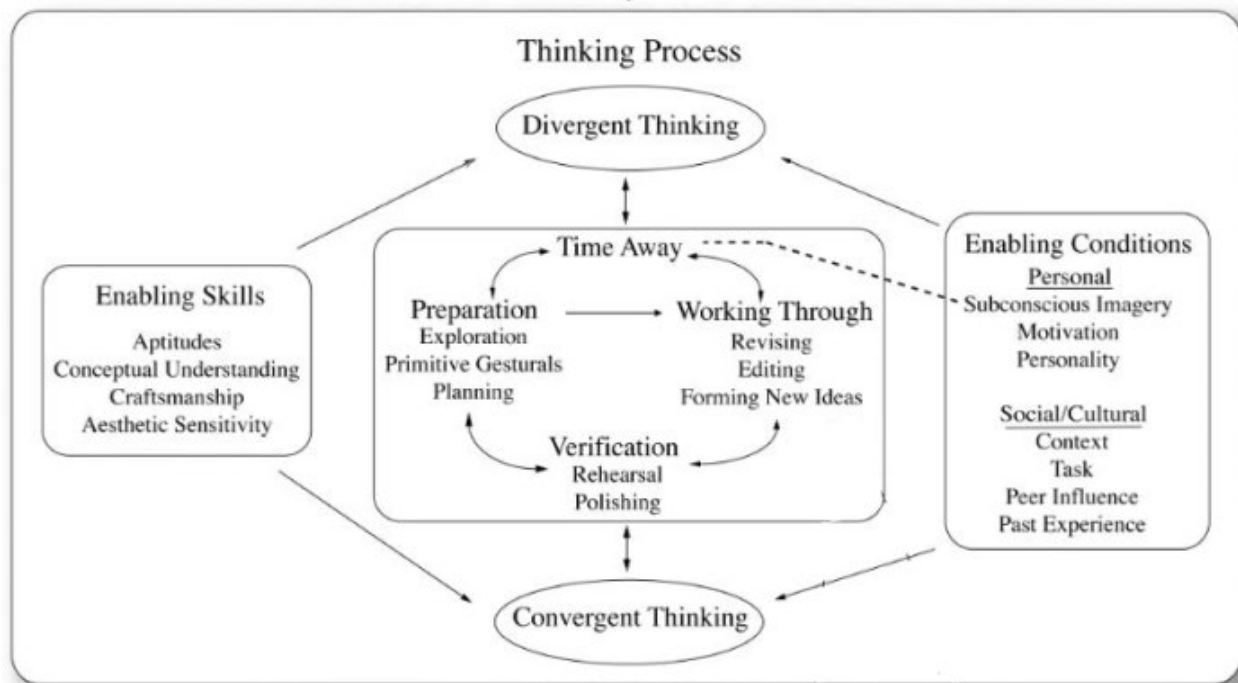 Thinking Process
Divergent Thinking
Enabling Skills
Aptitudes
Conceptual Understanding
Craftsmanship
Aesthetic Sensitivity
Time Away
Preparation
Exploration
Primitive Gesturals
Planning
Working Through
Revising
Editing
Forming New Ideas
Verification
Rehearsal
Polishing
Enabling Conditions
Personal
Subconscious Imagery
Motivation
Personality
Social/Cultural
Context
Task
Peer Influence
Past Experience
Convergent Thinking